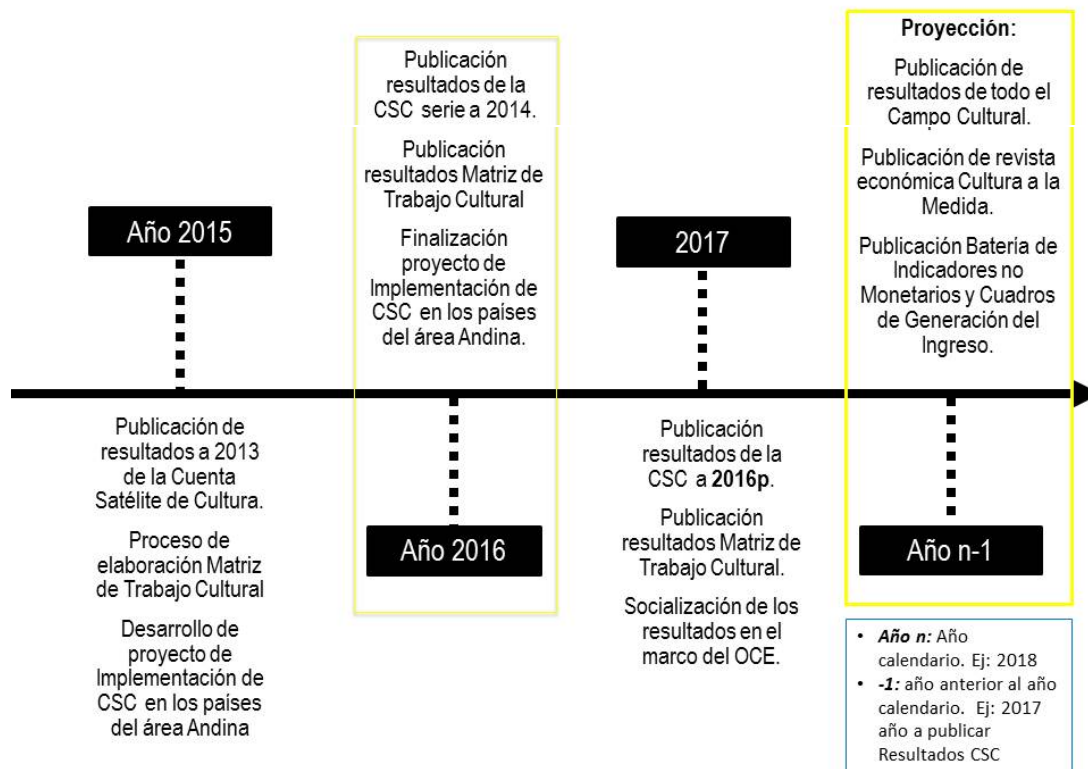 Año 2015
Publicación de
resultados a 2013
de la Cuenta
Satélite de Cultura.
Proceso de
elaboración Matriz
de Trabajo Cultural
Desarrollo de
proyecto de
Implementación de
CSC en los países
del área Andina
Publicación
resultados de la
CSC serie a 2014.
Publicación
resultados Matriz de
Trabajo Cultural
Finalización
proyecto de
Implementación de
CSC en los países
del área Andina.
Año 2016
2017
Publicación
resultados de la
CSC a 2016p.
Publicación
resultados Matriz de
Trabajo Cultural.
Socialización de los
resultados en el
marco del OCE.
Proyección:
Publicación de
resultados de todo el
Campo Cultural.
Publicación de revista
económica Cultura a la
Medida.
Publicación Batería de
Indicadores no
Monetarios y Cuadros
de Generación del
Ingreso.
Año n-1
• Año n: Año
calendario. Ej: 2018
• -1: año anterior al año
calendario. Ej: 2017
año a publicar
Resultados CSC